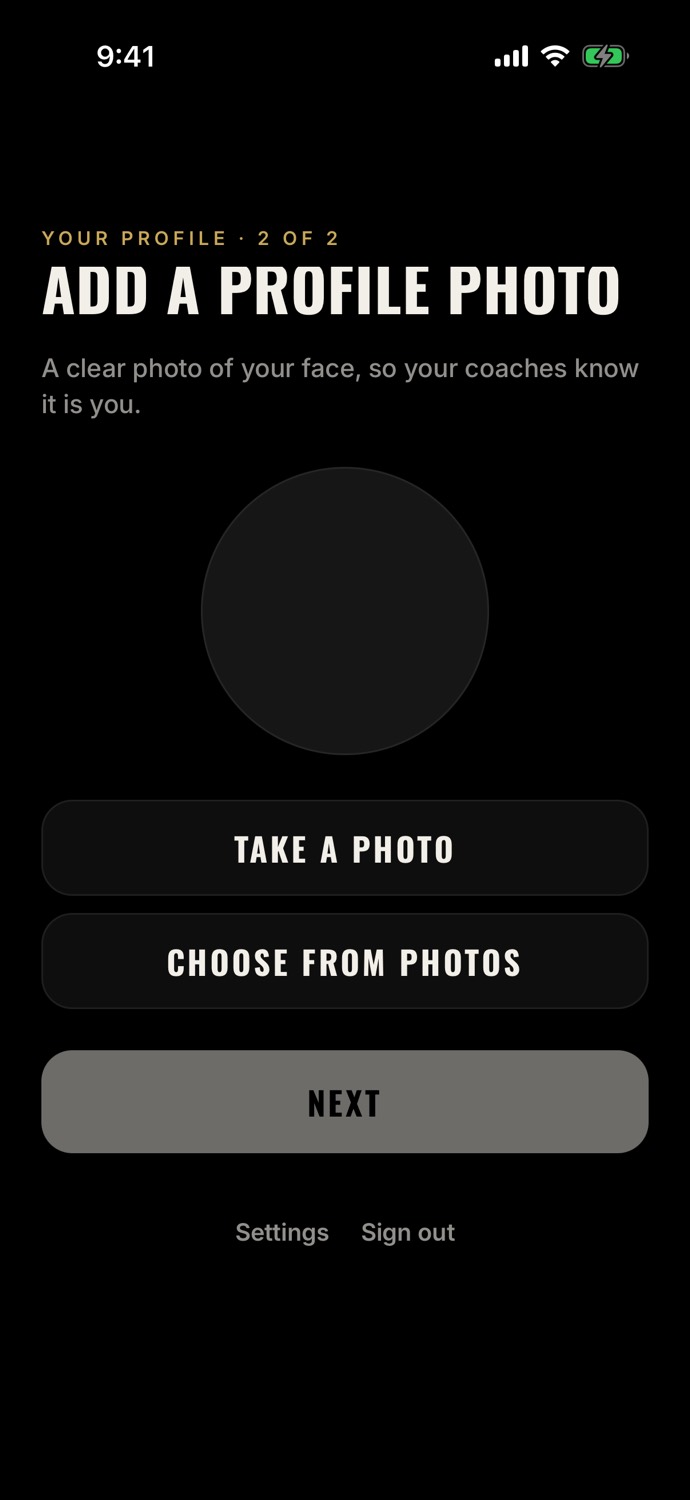 9:41
YOUR PROFILE · 2 OF 2
ADD A PROFILE PHOTO
A clear photo of your face, so your coaches know
it is you.
TAKE A PHOTO
CHOOSE FROM PHOTOS
NEXT
Settings Sign out